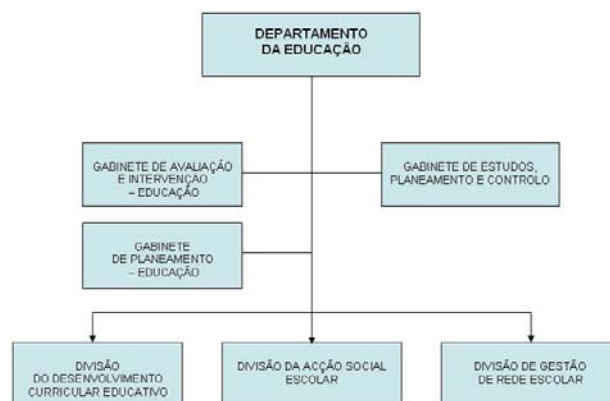 DEPARTAMENTO
DA EDUCAÇÃO
GABINETE DE AVALIAÇÃO
E INTERVENÇÃO
– EDUCAÇÃO
GABINETE DE ESTUDOS,
PLANEAMENTO E CONTROLO
GABINETE
DE PLANEAMENTO
– EDUCAÇÃO
DIVISÃO
DO DESENVOLVIMENTO
CURRICULAR EDUCATIVO
DIVISÃO DA ACÇÃO SOCIAL
ESCOLAR
DIVISÃO DE GESTÃO
DE REDE ESCOLAR